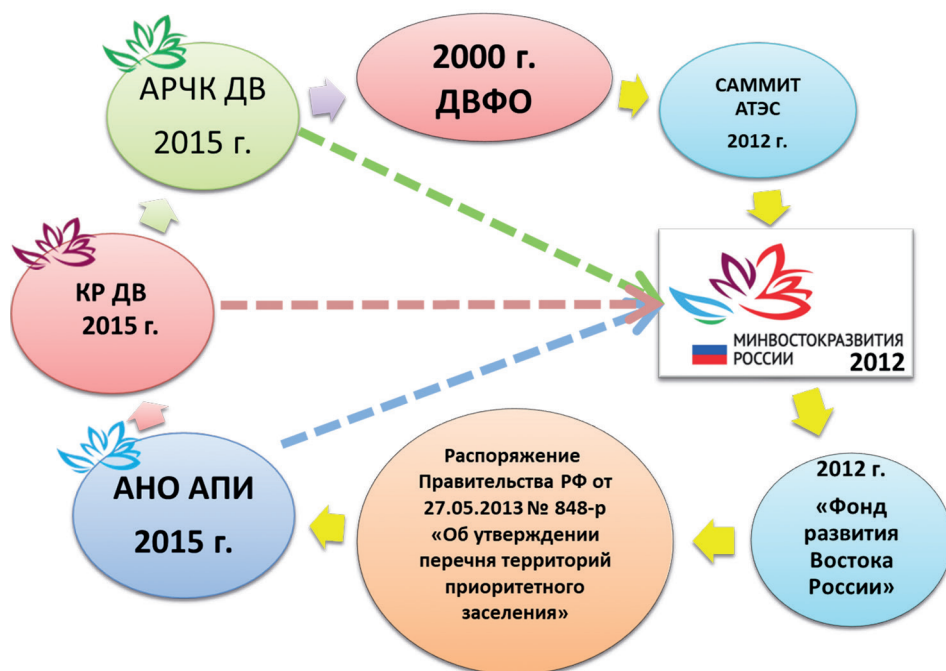 АРЧК ДВ
2015 г.
2000 г.
ДВФО
САММИТ
АТЭС
2012 г.
КР ДВ
2015 г.
МИНВОСТОКРАЗВИТИЯ
РОССИИ
2012
АНО АПИ
2015 г.
Распоряжение
Правительства РФ от
27.05.2013 № 848-р
«Об утверждении
перечня территорий
приоритетного
заселения»
2012 г.
«Фонд
развития
Востока
России»